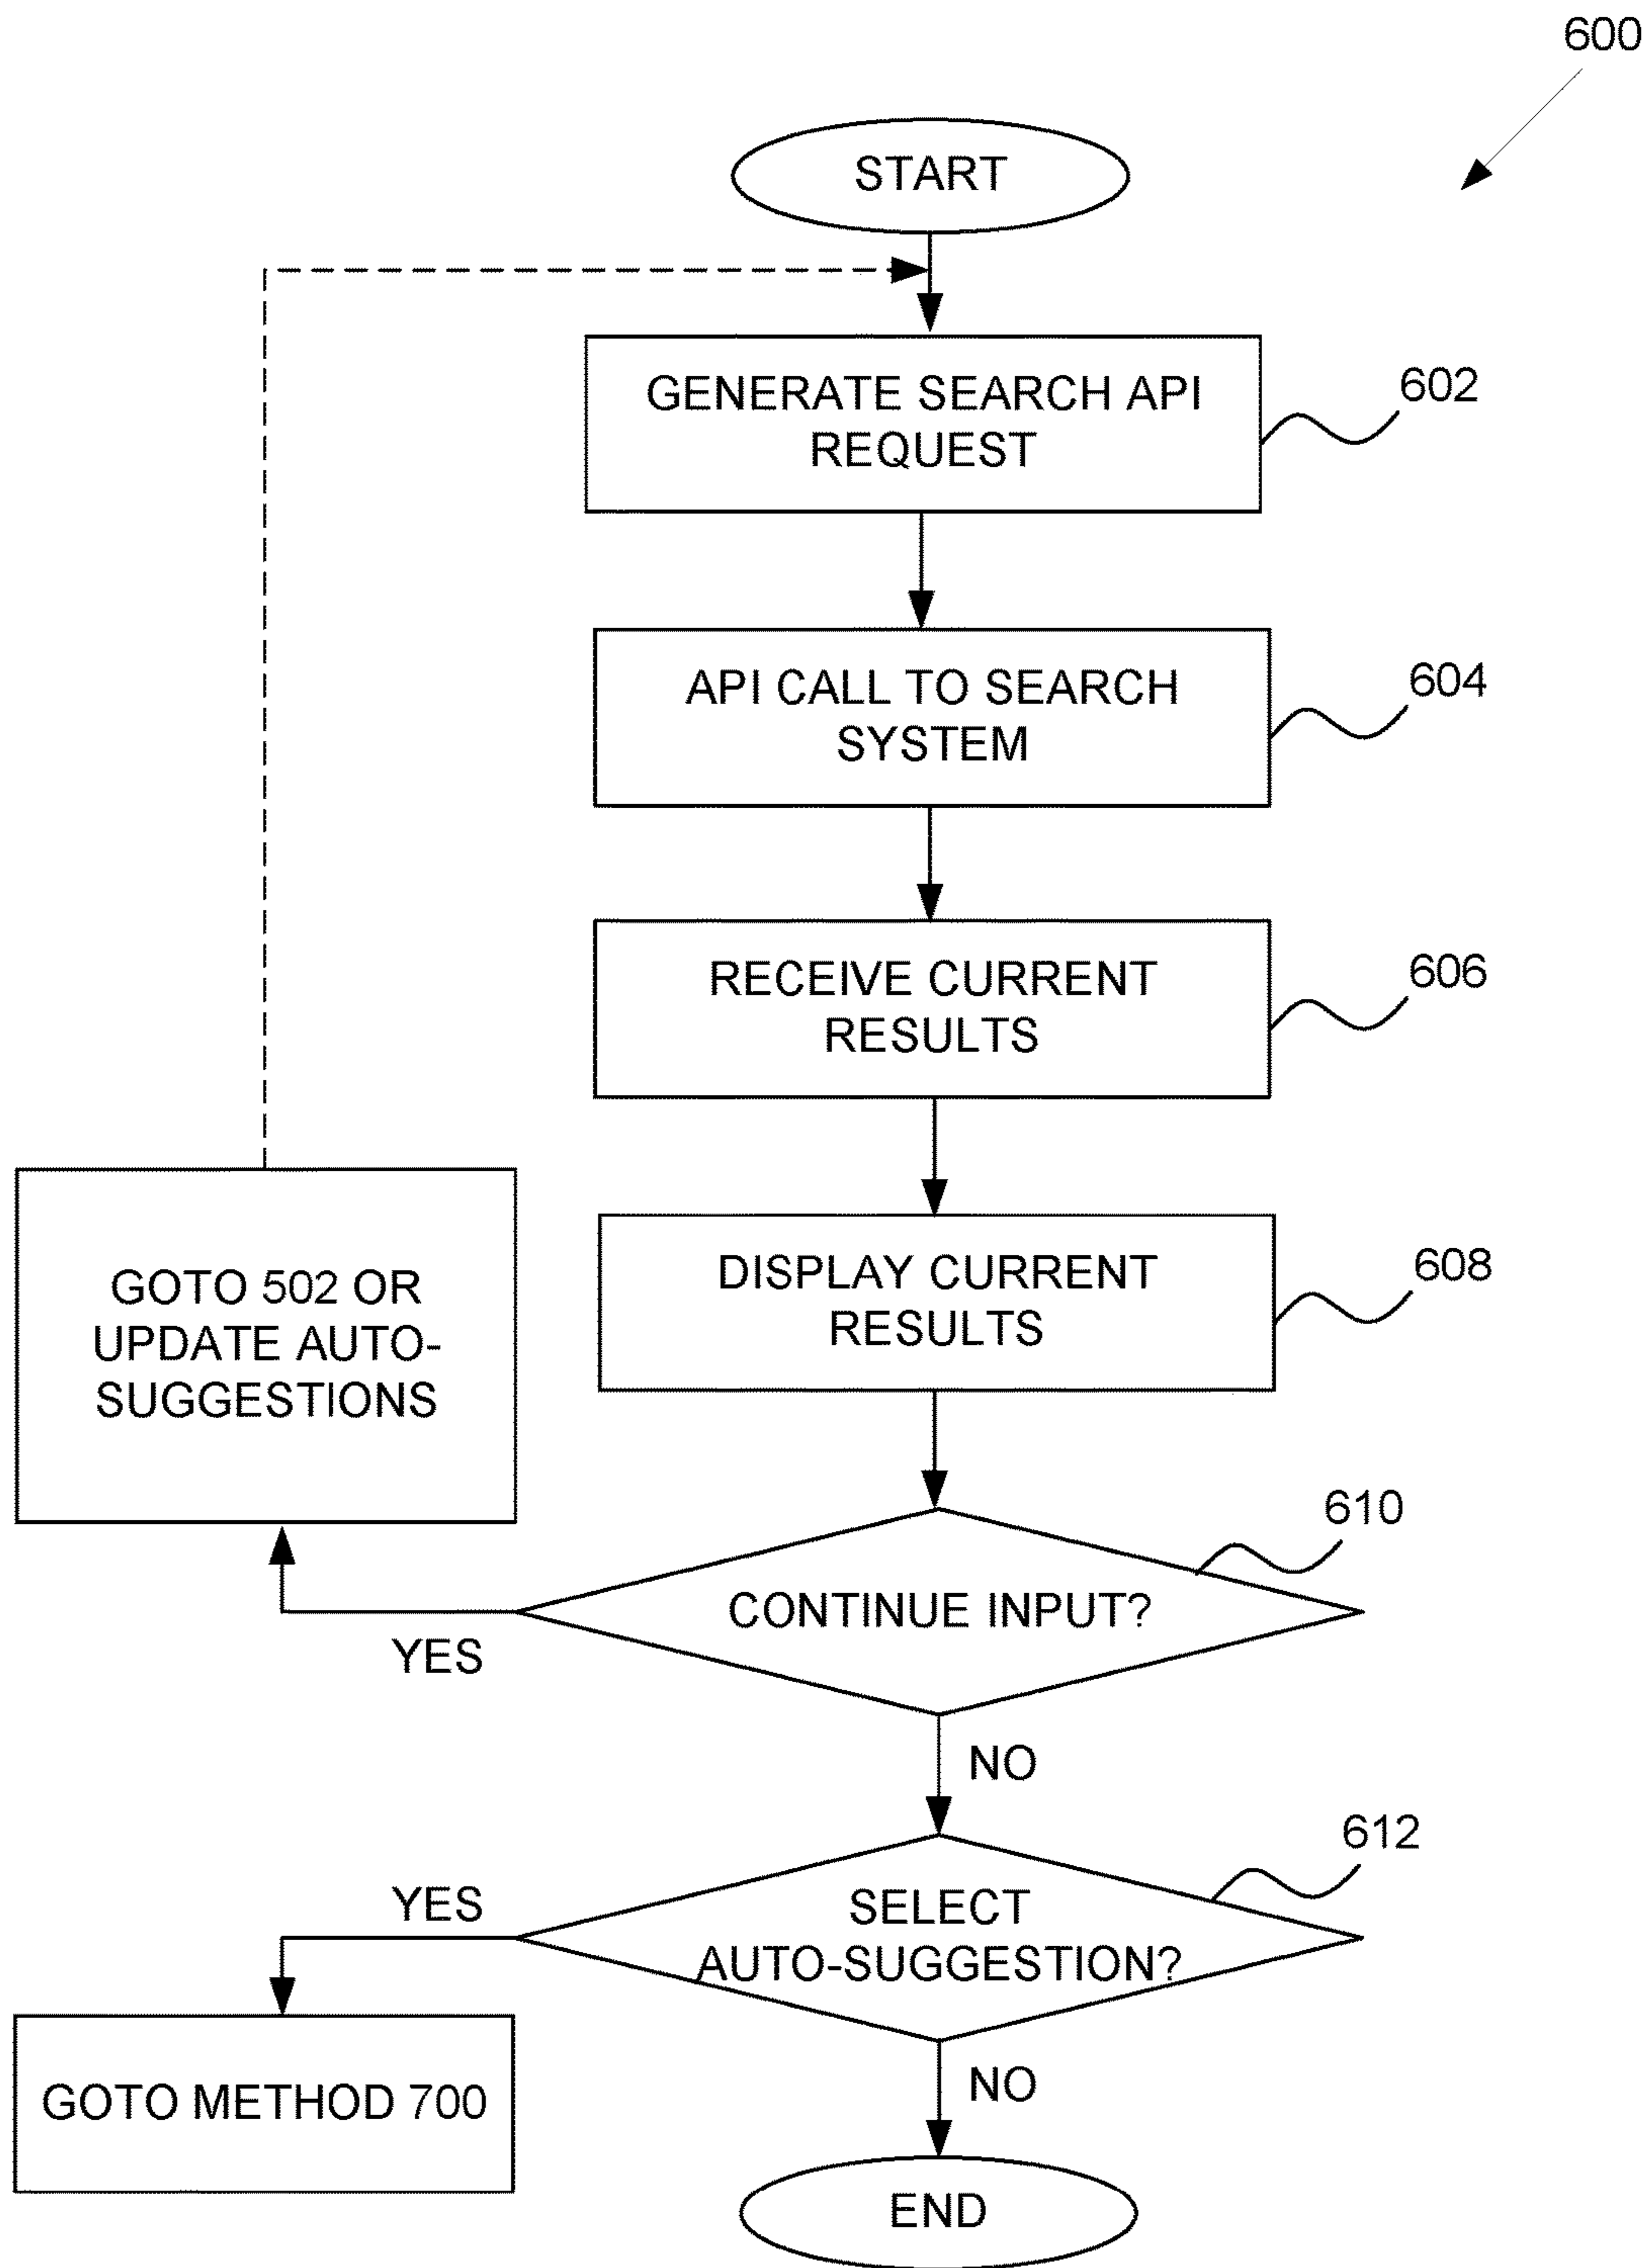 600
START
GENERATE SEARCH API
REQUEST
602
API CALL TO SEARCH
SYSTEM
604
RECEIVE CURRENT
RESULTS
606
DISPLAY CURRENT
RESULTS
608
GOTO 502 OR
UPDATE AUTO-
SUGGESTIONS
610
CONTINUE INPUT?
YES
NO
612
SELECT
AUTO-SUGGESTION?
YES
GOTO METHOD 700
NO
END